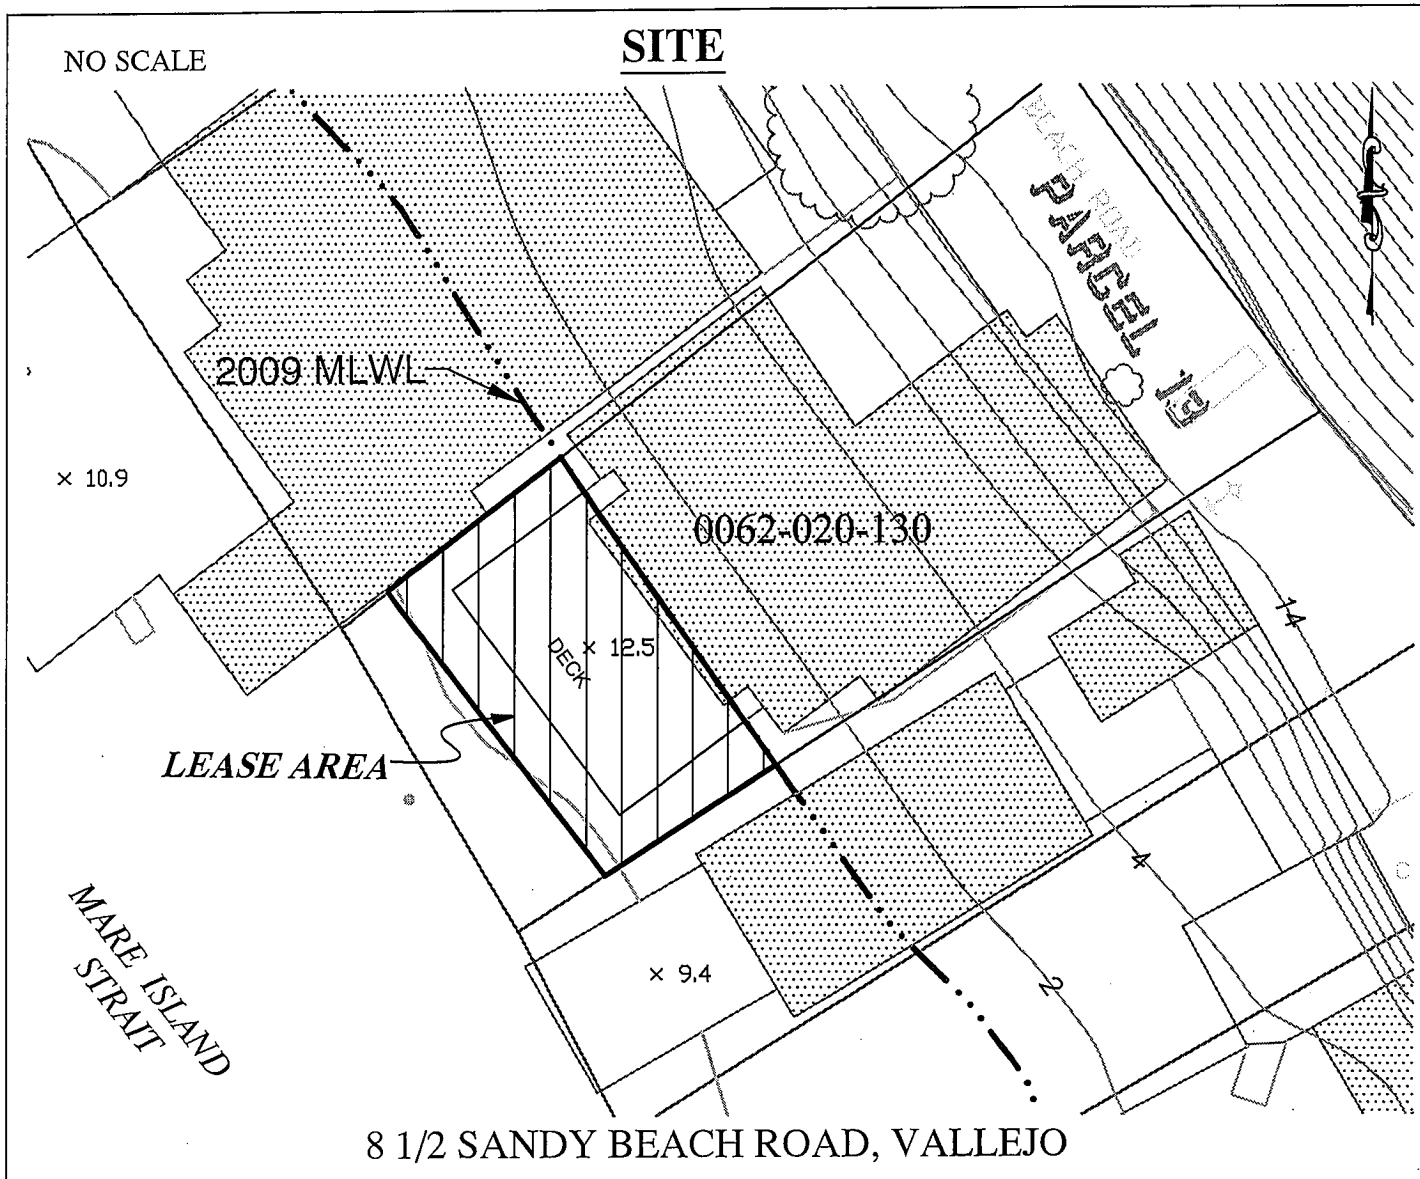 SITE
NO SCALE
BEACH ROAD
PARCEL 19
2009 MLWL
× 10.9
0062-020-130
× 12.5
DECK
14
LEASE AREA
4
MARE ISLAND
STRAIT
× 9.4
2
8 1/2 SANDY BEACH ROAD, VALLEJO